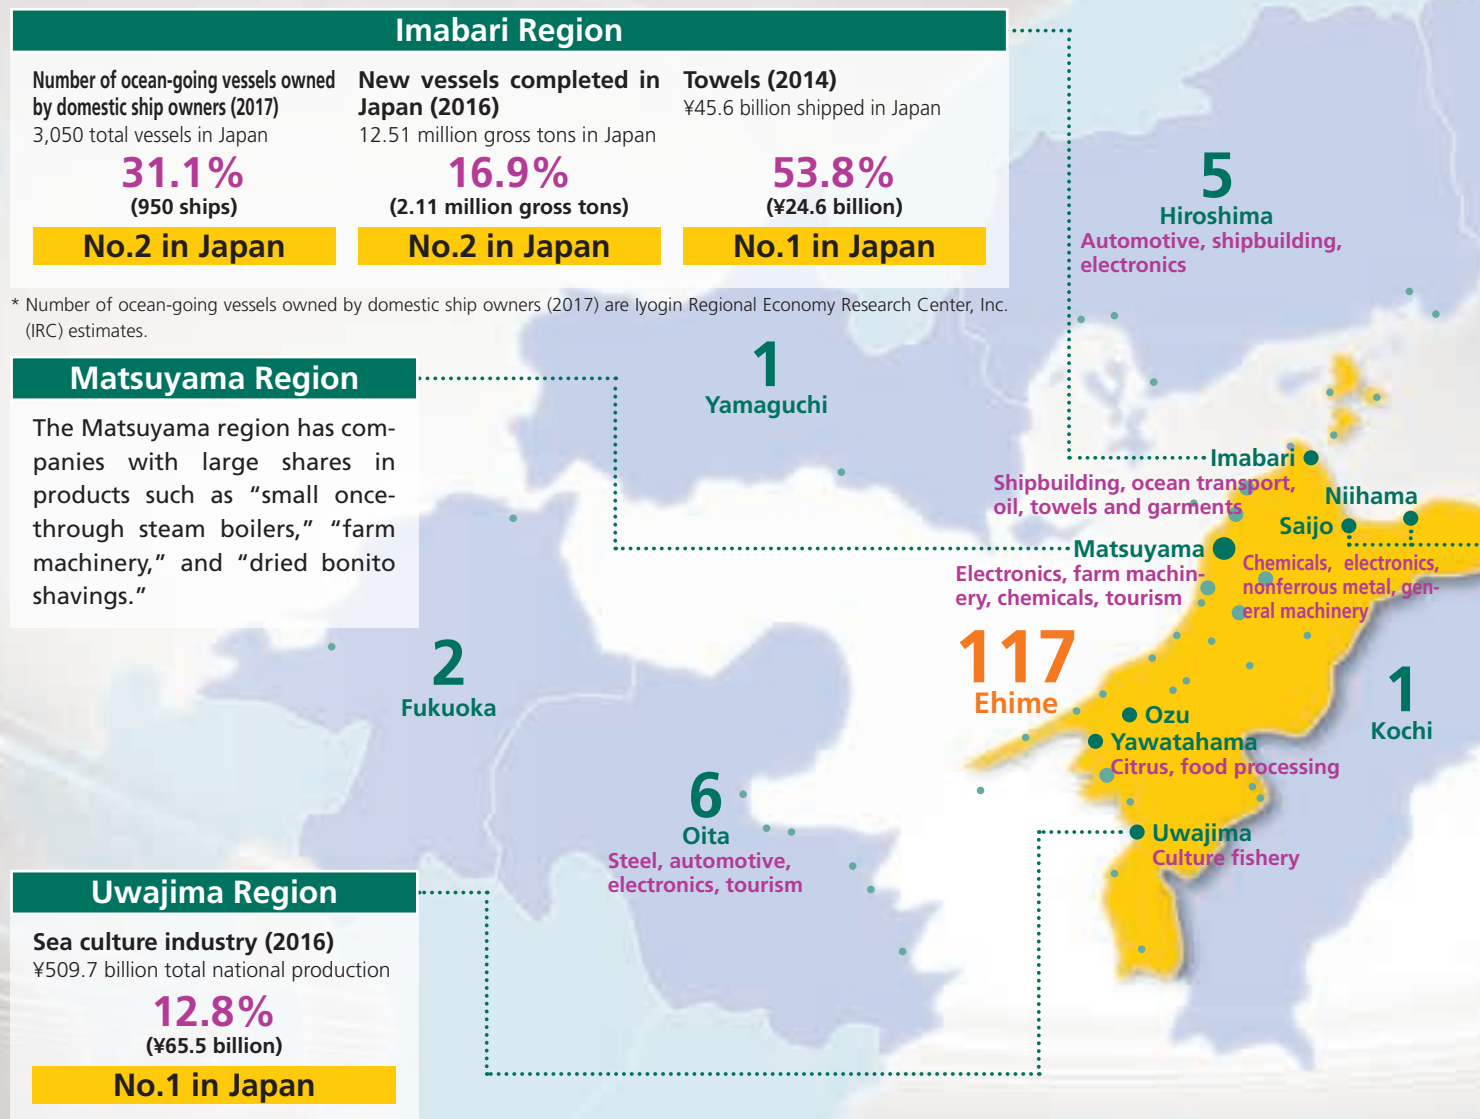 Imabari Region
Number of ocean-going vessels owned
by domestic ship owners (2017)
3,050 total vessels in Japan
31.1%
(950 ships)
No.2 in Japan
New vessels completed in
Japan (2016)
12.51 million gross tons in Japan
16.9%
(2.11 million gross tons)
No.2 in Japan
Towels (2014)
¥45.6 billion shipped in Japan
53.8%
(¥24.6 billion)
No.1 in Japan
* Number of ocean-going vessels owned by domestic ship owners (2017) are Iyogin Regional Economy Research Center, Inc.
(IRC) estimates.
Matsuyama Region
The Matsuyama region has com-
panies with large shares in
products such as “small once-
through steam boilers,” “farm
machinery,” and “dried bonito
shavings.”
Uwajima Region
Sea culture industry (2016)
¥509.7 billion total national production
12.8%
(¥65.5 billion)
No.1 in Japan
5
Hiroshima
Automotive, shipbuilding,
electronics
1
Yamaguchi
Imabari
Shipbuilding, ocean transport,
oil, towels and garments
Niihama
Saijo
Chemicals, electronics,
nonferrous metal, gen-
eral machinery
Matsuyama
Electronics, farm machin-
ery, chemicals, tourism
117
Ehime
2
Fukuoka
1
Kochi
Ozu
Yawatahama
Citrus, food processing
6
Oita
Steel, automotive,
electronics, tourism
Uwajima
Culture fishery